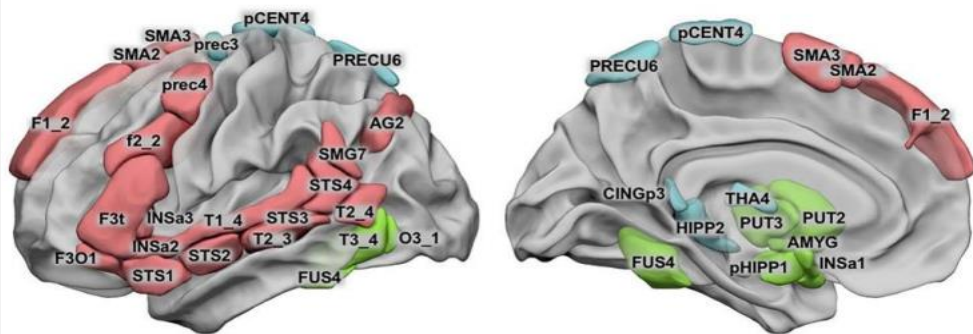 pCENT4
SMA3
prec3
SMA2
PRECU6
prec4
F1_2
AG2
f2_2
SMG7
STS4
F3t
INSa3
T1_4
STS3
T2_4
INSa2
T2_3
T3_4
O3_1
F3O1
STS2
STS1
FUS4
pCENT4
SMA3
PRECU6
SMA2
F1_2
CINGp3
THA4
PUT3
PUT2
HIPP2
AMYG
FUS4
pHIPP1
INSa1